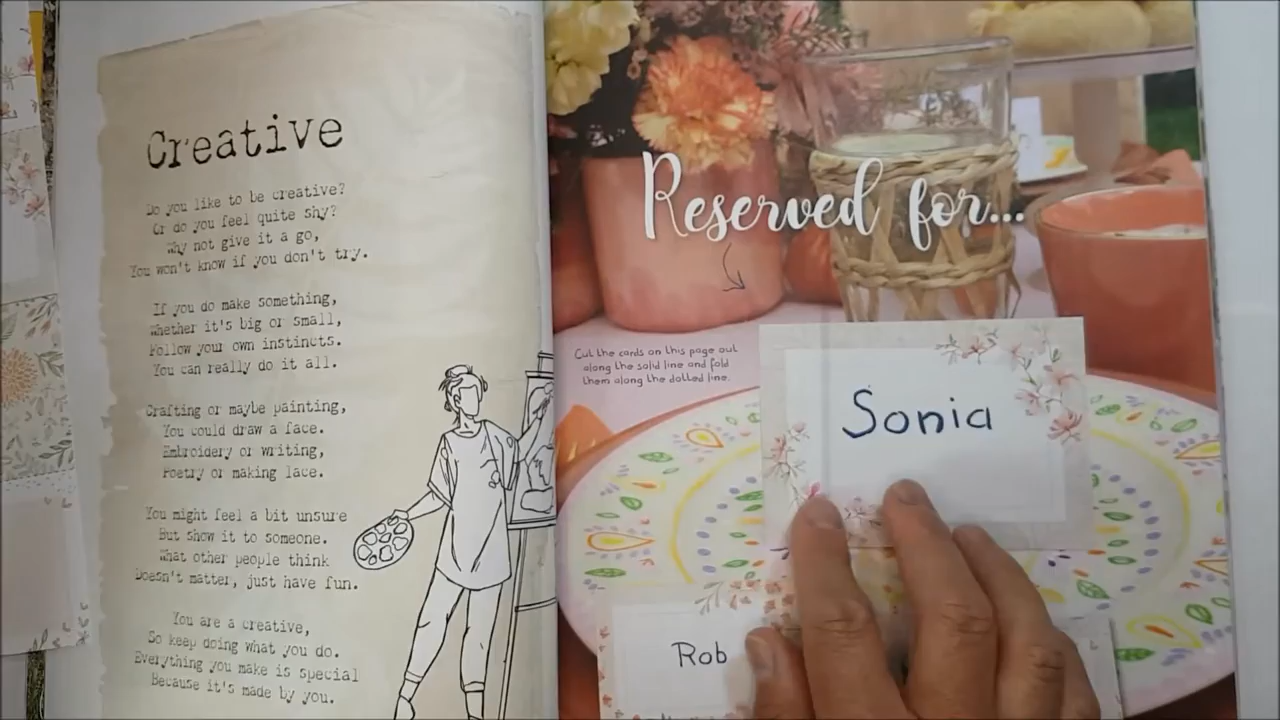 Creative
Do you like to be creative?
Or do you feel quite shy?
Why not give it a go,
You won't know if you don't try.
If you do make something,
Whether it's big or small,
Follow your own instincts.
You can really do it all.
Crafting or maybe painting,
You could draw a face.
Embroidery or writing,
Poetry or making lace.
You might feel a bit unsure
But show it to someone.
What other people think
Doesn't matter, just have fun.
You are a creative,
So keep doing what you do.
Everything you make is special
Because it's made by you.
Reserved for...
Cut the cards on this page out
along the solid line and fold
them along the dotted line.
Sonia
Rob